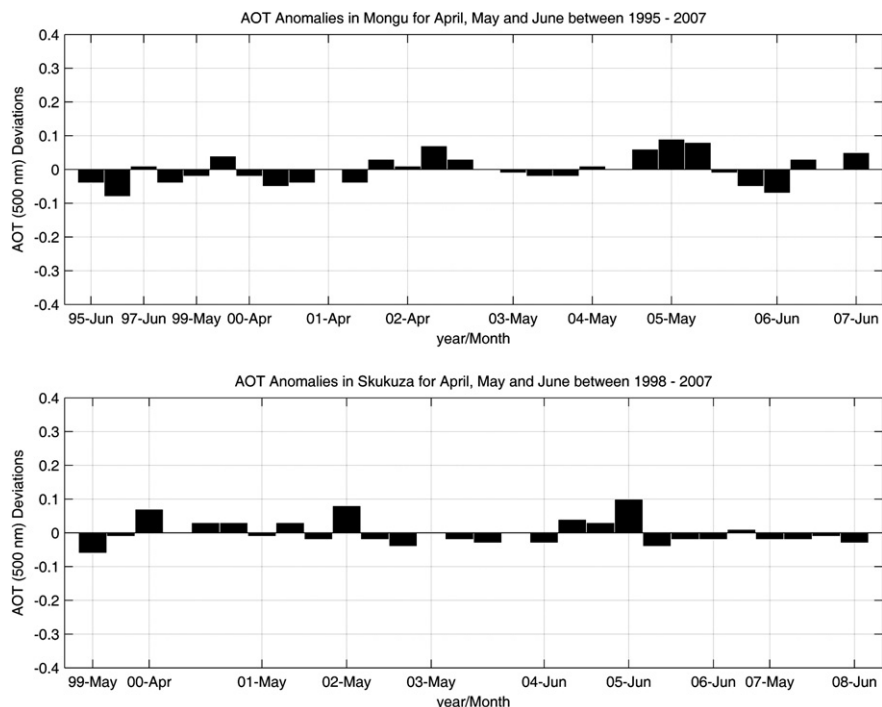 AOT Anomalies in Mongu for April, May and June between 1995 - 2007
0.4
0.3
0.2
0.1
0
-0.1
-0.2
-0.3
-0.4
AOT (500 nm) Deviations
95-Jun 97-Jun 99-May 00-Apr 01-Apr 02-Apr 03-May 04-May 05-May 06-Jun 07-Jun
year/Month
AOT Anomalies in Skukuza for April, May and June between 1998 - 2007
0.4
0.3
0.2
0.1
0
-0.1
-0.2
-0.3
-0.4
AOT (500 nm) Deviations
99-May 00-Apr 01-May 02-May 03-May 04-Jun 05-Jun 06-Jun 07-May 08-Jun
year/Month